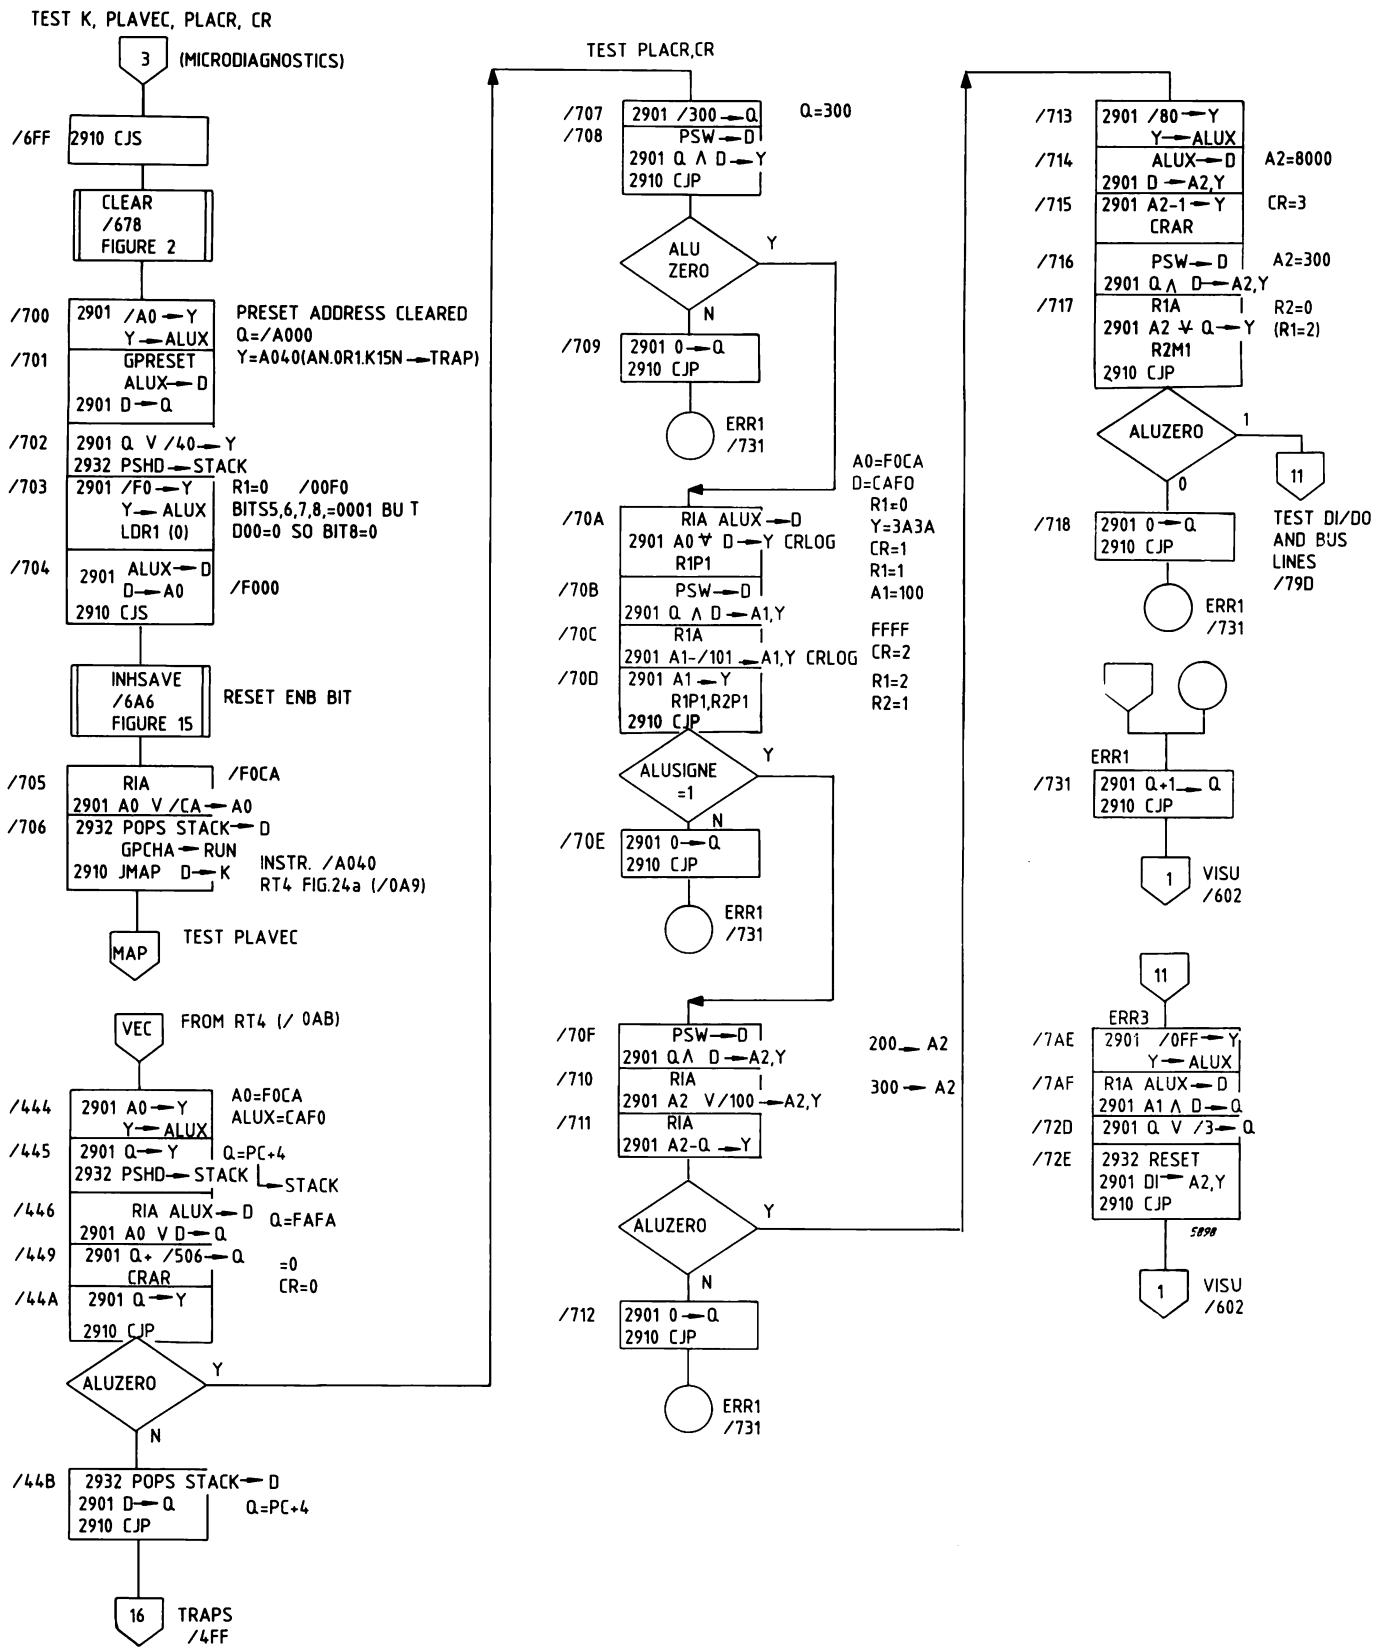 TEST K, PLAVEC, PLACR, CR
3 (MICRODIAGNOSTICS)
/6FF 2910 CJS
CLEAR
/678
FIGURE 2
/700 2901 /A0→Y PRESET ADDRESS CLEARED
Y→ALUX Q=/A000
/701 GPRESET Y=A040(AN.0R1.K15N→TRAP)
ALUX→D
2901 D→Q
/702 2901 Q V /40→Y
2932 PSHD→STACK
/703 2901 /F0→Y R1=0 /00F0
Y→ALUX BITS5,6,7,8,=0001 BU T
LDR1 (0) D00=0 SO BIT8=0
/704 2901 ALUX→D
D→A0 /F000
2910 CJS
INHSAVE
/6A6 RESET ENB BIT
FIGURE 15
/705 RIA /F0CA
2901 A0 V /CA→A0
/706 2932 POPS STACK→D
GPCHA→RUN INSTR. /A040
2910 JMAP D→K RT4 FIG.24a (/0A9)
MAP TEST PLAVEC
VEC FROM RT4 (/ 0AB)
/444 2901 A0→Y A0=F0CA
Y→ALUX ALUX=CAF0
/445 2901 Q→Y Q=PC+4
2932 PSHD→STACK →STACK
/446 RIA ALUX→D Q=FAFA
2901 A0 V D→Q
/449 2901 Q+ /506→Q =0
CRAR CR=0
/44A 2901 Q→Y
2910 CJP
ALUZERO Y
N
/44B 2932 POPS STACK→D
2901 D→Q Q=PC+4
2910 CJP
16 TRAPS
/4FF
TEST PLACR,CR
/707 2901 /300→Q Q=300
/708 PSW→D
2901 Q ∧ D→Y
2910 CJP
ALU
ZERO Y
N
/709 2901 0→Q
2910 CJP
ERR1
/731
A0=F0CA
D=CAF0
R1=0
/70A RIA ALUX→D Y=3A3A
2901 A0 ⊻ D→Y CRLOG CR=1
R1P1 R1=1
/70B PSW→D A1=100
2901 Q ∧ D→A1,Y
/70C R1A FFFF
2901 A1-/101→A1,Y CRLOG CR=2
/70D 2901 A1→Y R1=2
R1P1,R2P1 R2=1
2910 CJP
ALUSIGNE
=1 Y
N
/70E 2901 0→Q
2910 CJP
ERR1
/731
/70F PSW→D 200→A2
2901 Q∧ D→A2,Y
/710 RIA 300→A2
2901 A2 V/100→A2,Y
/711 RIA
2901 A2-Q→Y
ALUZERO Y
N
/712 2901 0→Q
2910 CJP
ERR1
/731
/713 2901 /80→Y
Y→ALUX
/714 ALUX→D A2=8000
2901 D→A2,Y
/715 2901 A2-1→Y CR=3
CRAR
/716 PSW→D A2=300
2901 Q ∧ D→A2,Y
/717 R1A R2=0
2901 A2 ⊻ Q→Y (R1=2)
R2M1
2910 CJP
ALUZERO 1
0
11
TEST DI/DO
AND BUS
LINES
/79D
/718 2901 0→Q
2910 CJP
ERR1
/731
ERR1
/731 2901 Q+1→Q
2910 CJP
1 VISU
/602
11
ERR3
/7AE 2901 /0FF→Y
Y→ALUX
/7AF R1A ALUX→D
2901 A1 ∧ D→Q
/72D 2901 Q V /3→Q
/72E 2932 RESET
2901 DI→A2,Y
2910 CJP
5898
1 VISU
/602